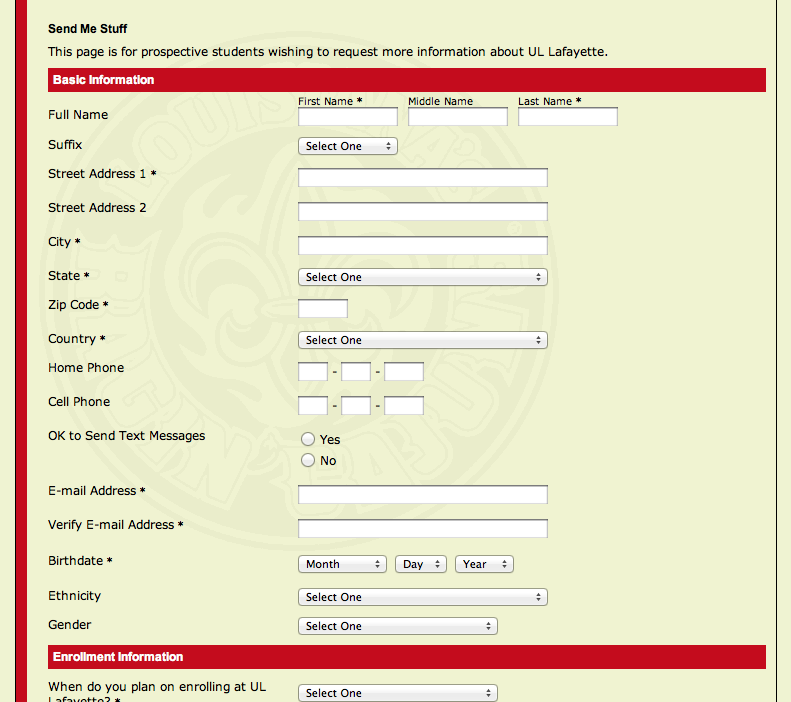 Send Me Stuff
This page is for prospective students wishing to request more information about UL Lafayette.
Basic Information
First Name * Middle Name Last Name *
Full Name
Suffix Select One
Street Address 1 *
Street Address 2
City *
State * Select One
Zip Code *
Country * Select One
Home Phone - -
Cell Phone - -
OK to Send Text Messages Yes
No
E-mail Address *
Verify E-mail Address *
Birthdate * Month Day Year
Ethnicity Select One
Gender Select One
Enrollment Information
When do you plan on enrolling at UL Select One
Lafayette? *